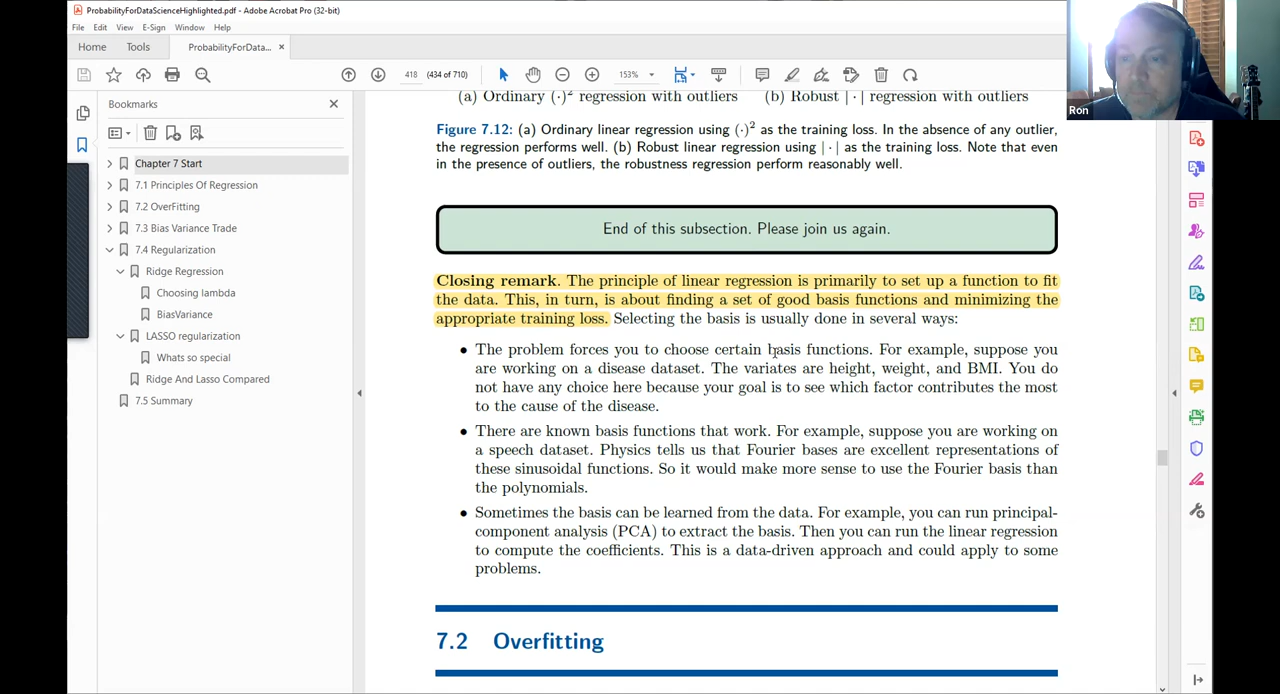 ProbabilityForDataScienceHighlighted.pdf - Adobe Acrobat Pro (32-bit)
File Edit View E-Sign Window Help
Home Tools ProbabilityForData... ×
418 (434 of 710) 153%
Bookmarks
Chapter 7 Start
7.1 Principles Of Regression
7.2 OverFitting
7.3 Bias Variance Trade
7.4 Regularization
Ridge Regression
Choosing lambda
BiasVariance
LASSO regularization
Whats so special
Ridge And Lasso Compared
7.5 Summary
(a) Ordinary (·)² regression with outliers (b) Robust | · | regression with outliers
Figure 7.12: (a) Ordinary linear regression using (·)² as the training loss. In the absence of any outlier,
the regression performs well. (b) Robust linear regression using | · | as the training loss. Note that even
in the presence of outliers, the robustness regression perform reasonably well.
End of this subsection. Please join us again.
Closing remark. The principle of linear regression is primarily to set up a function to fit
the data. This, in turn, is about finding a set of good basis functions and minimizing the
appropriate training loss. Selecting the basis is usually done in several ways:
• The problem forces you to choose certain basis functions. For example, suppose you
are working on a disease dataset. The variates are height, weight, and BMI. You do
not have any choice here because your goal is to see which factor contributes the most
to the cause of the disease.
• There are known basis functions that work. For example, suppose you are working on
a speech dataset. Physics tells us that Fourier bases are excellent representations of
these sinusoidal functions. So it would make more sense to use the Fourier basis than
the polynomials.
• Sometimes the basis can be learned from the data. For example, you can run principal-
component analysis (PCA) to extract the basis. Then you can run the linear regression
to compute the coefficients. This is a data-driven approach and could apply to some
problems.
7.2 Overfitting
Ron